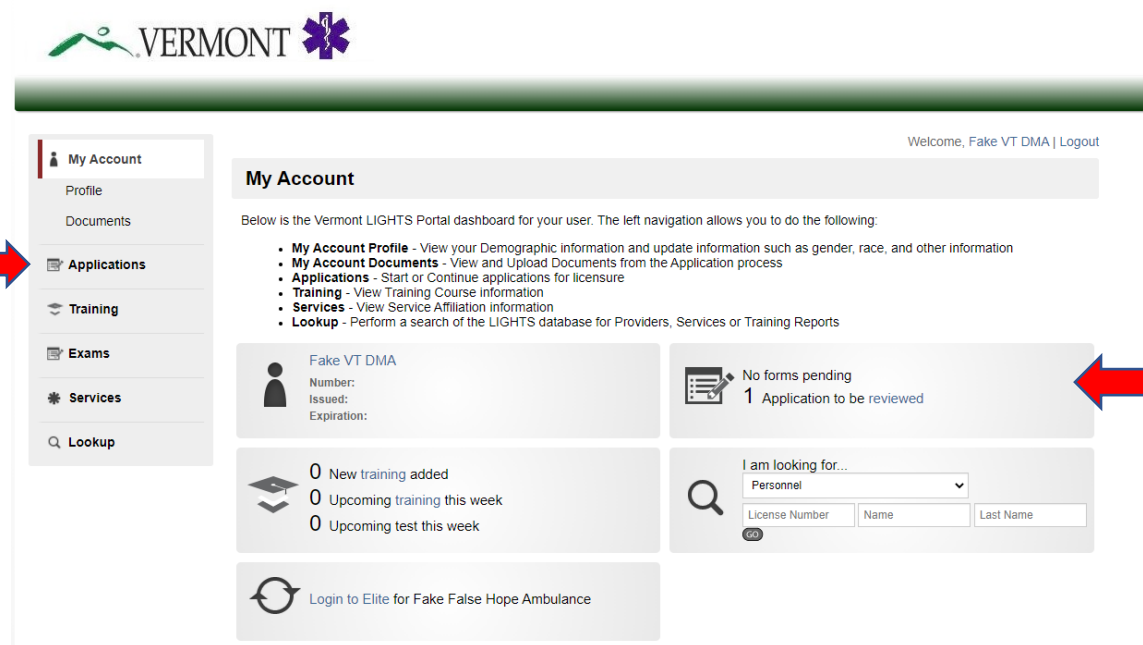 VERMONT
Welcome, Fake VT DMA | Logout
My Account
Profile
Documents
Applications
Training
Exams
Services
Lookup
My Account
Below is the Vermont LIGHTS Portal dashboard for your user. The left navigation allows you to do the following:
My Account Profile - View your Demographic information and update information such as gender, race, and other information
My Account Documents - View and Upload Documents from the Application process
Applications - Start or Continue applications for licensure
Training - View Training Course information
Services - View Service Affiliation information
Lookup - Perform a search of the LIGHTS database for Providers, Services or Training Reports
Fake VT DMA
Number:
Issued:
Expiration:
No forms pending
1 Application to be reviewed
0 New training added
0 Upcoming training this week
0 Upcoming test this week
I am looking for...
Personnel
License Number Name Last Name
GO
Login to Elite for Fake False Hope Ambulance